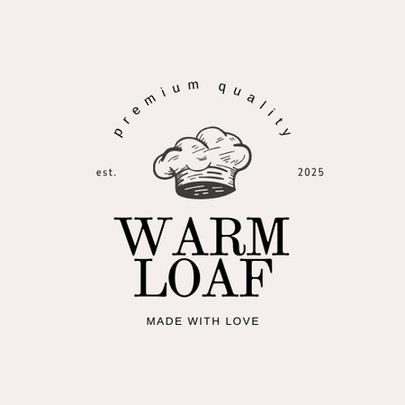 premium quality
est. 2025
WARM
LOAF
MADE WITH LOVE